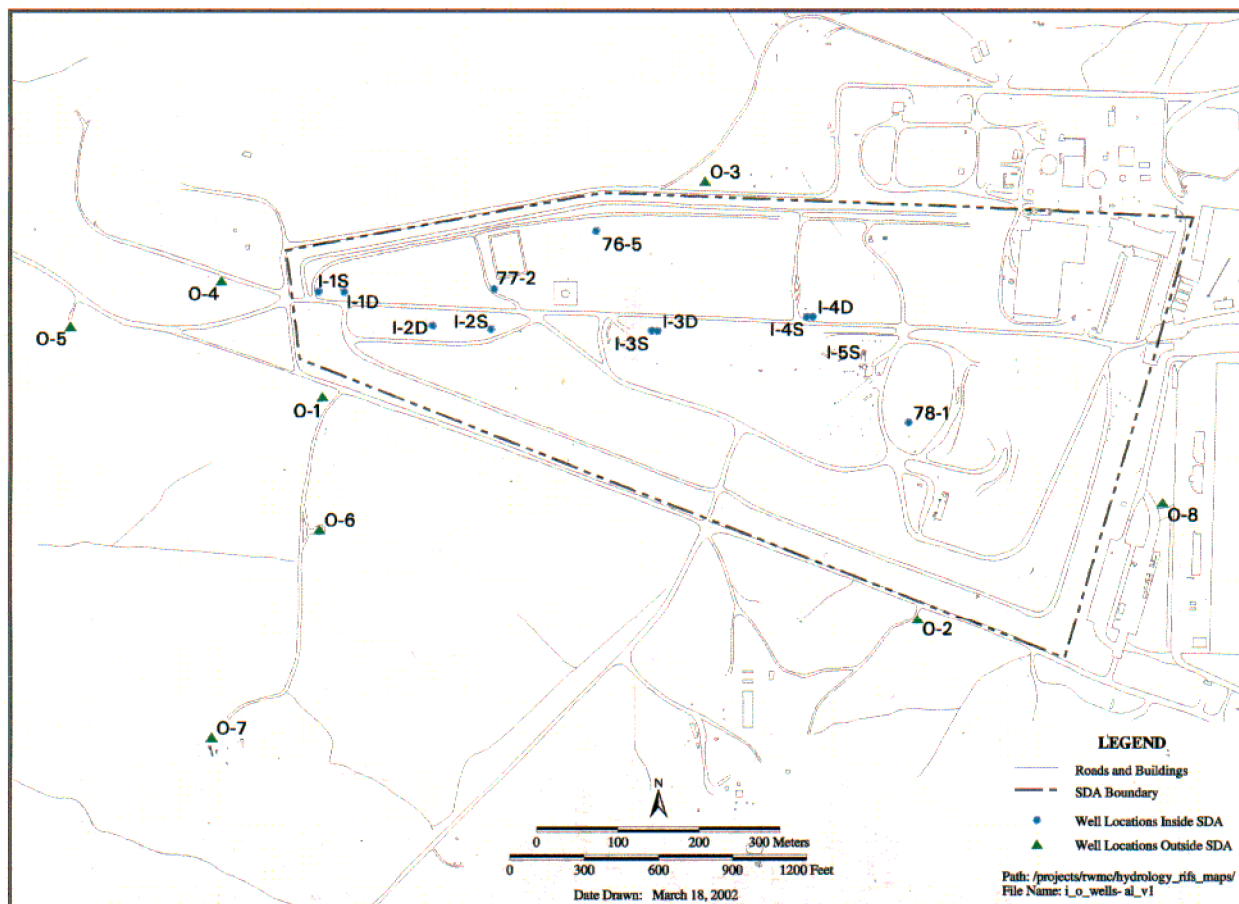 O-3
76-5
77-2
O-4
I-1S
I-1D
O-5
I-2D
I-2S
I-3D
I-3S
I-4D
I-4S
I-5S
O-1
78-1
O-6
O-8
O-2
O-7
LEGEND
Roads and Buildings
SDA Boundary
Well Locations Inside SDA
Well Locations Outside SDA
N
0 100 200 300 Meters
0 300 600 900 1200 Feet
Date Drawn: March 18, 2002
Path: /projects/rwmc/hydrology_rifs_maps/
File Name: i_o_wells- al_v1